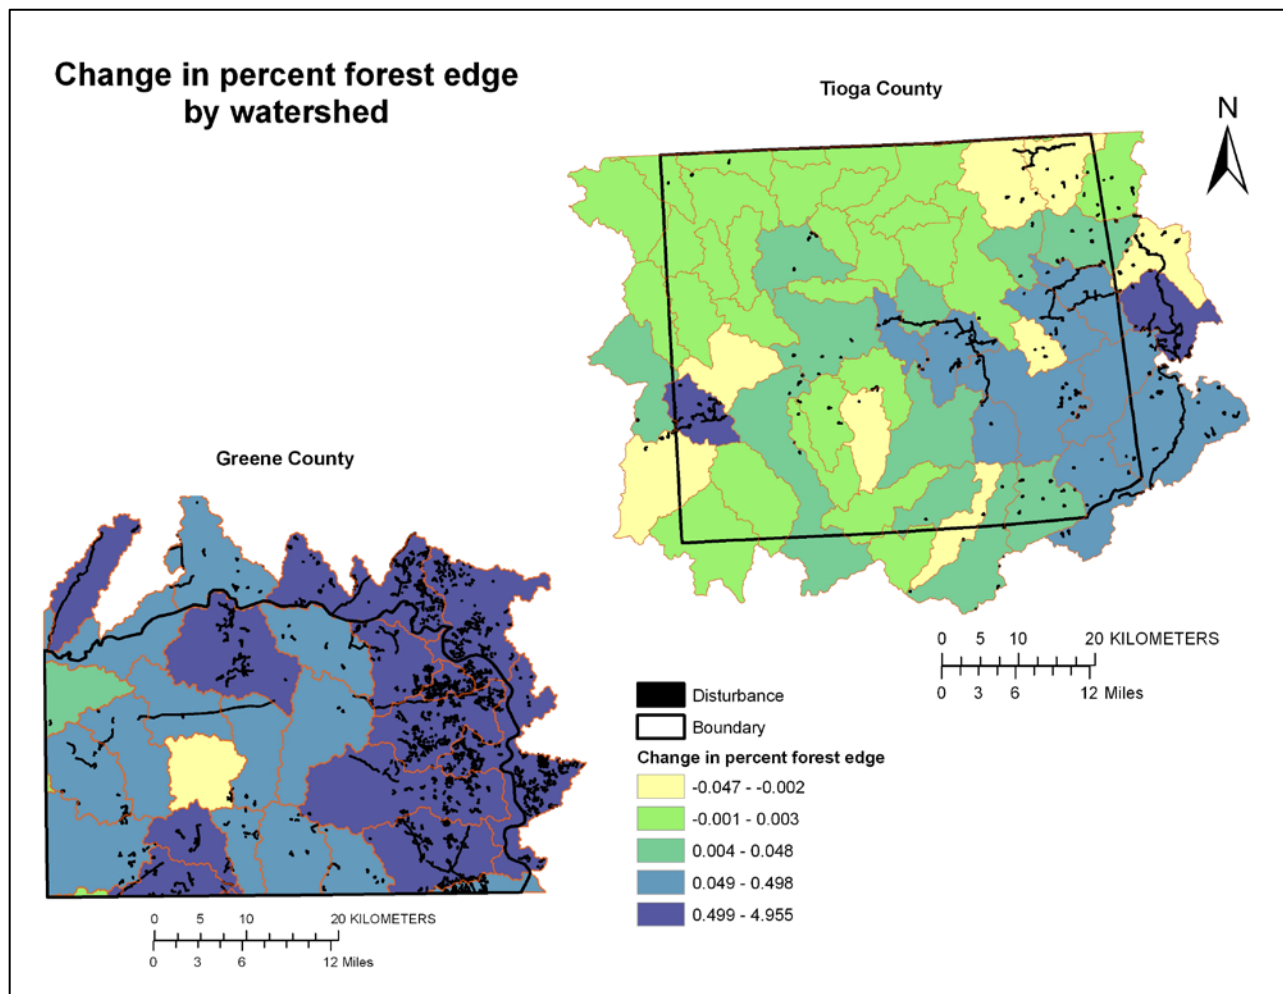 Change in percent forest edge
by watershed
Tioga County
N
Greene County
0 5 10 20 KILOMETERS
0 3 6 12 Miles
Disturbance
Boundary
Change in percent forest edge
-0.047 - -0.002
-0.001 - 0.003
0.004 - 0.048
0.049 - 0.498
0.499 - 4.955
0 5 10 20 KILOMETERS
0 3 6 12 Miles